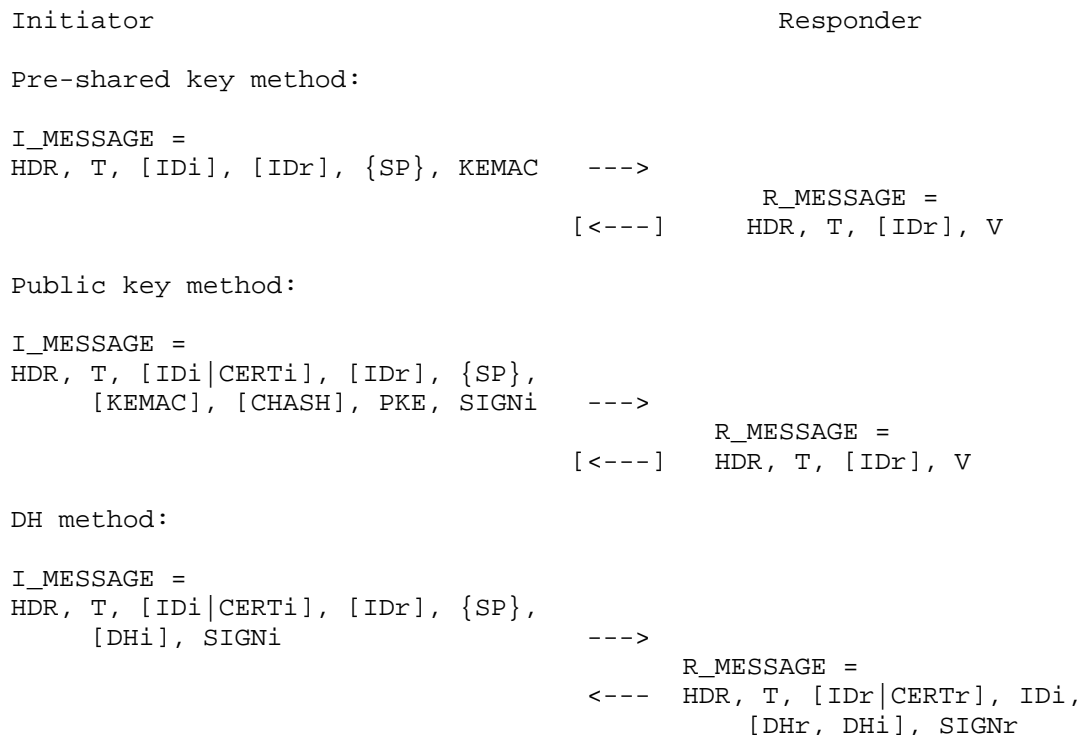 Initiator Responder
Pre-shared key method:
I_MESSAGE =
HDR, T, [IDi], [IDr], {SP}, KEMAC --->
R_MESSAGE =
[<---] HDR, T, [IDr], V
Public key method:
I_MESSAGE =
HDR, T, [IDi|CERTi], [IDr], {SP},
[KEMAC], [CHASH], PKE, SIGNi --->
R_MESSAGE =
[<---] HDR, T, [IDr], V
DH method:
I_MESSAGE =
HDR, T, [IDi|CERTi], [IDr], {SP},
[DHi], SIGNi --->
R_MESSAGE =
<--- HDR, T, [IDr|CERTr], IDi,
[DHr, DHi], SIGNr